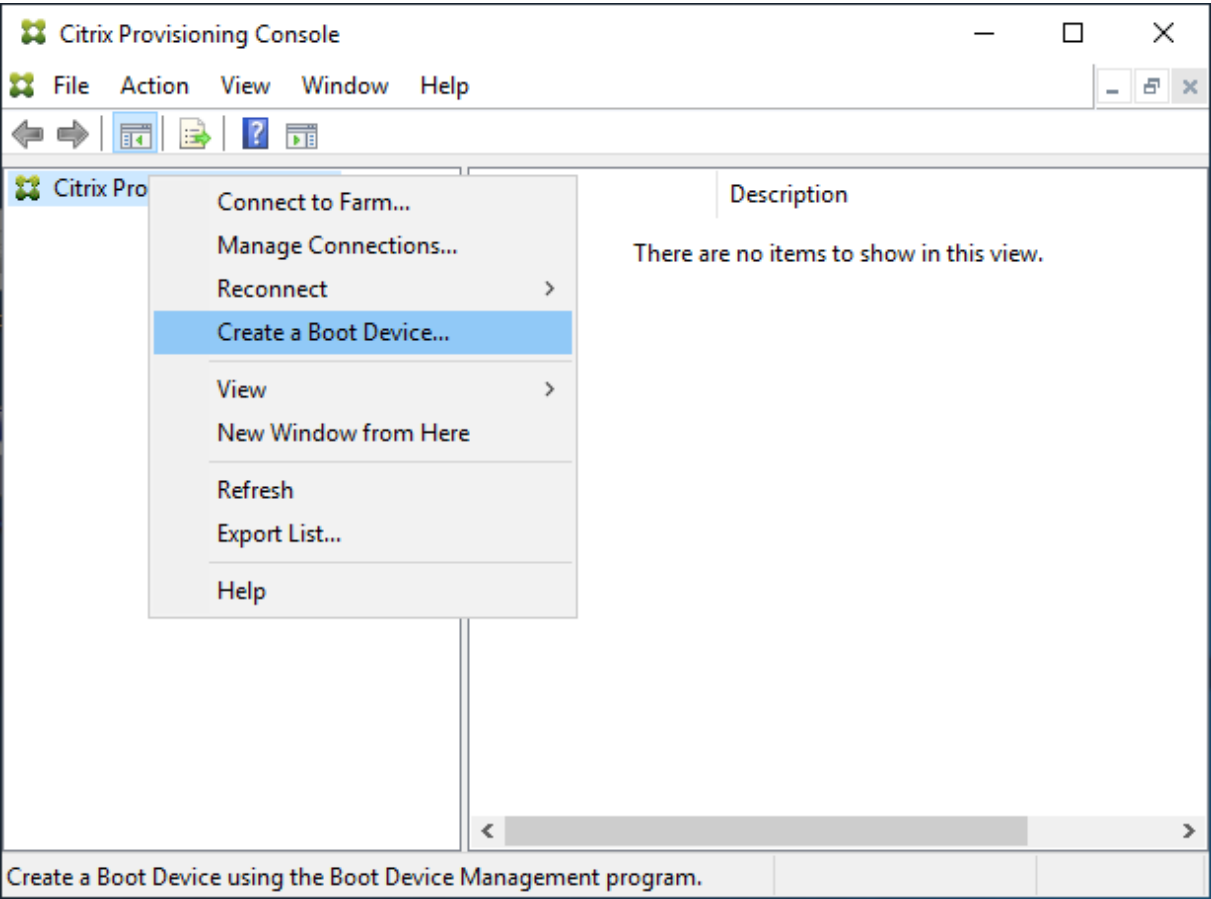 Citrix Provisioning Console
File Action View Window Help
Citrix Pro
Description
There are no items to show in this view.
Connect to Farm...
Manage Connections...
Reconnect
Create a Boot Device...
View
New Window from Here
Refresh
Export List...
Help
Create a Boot Device using the Boot Device Management program.